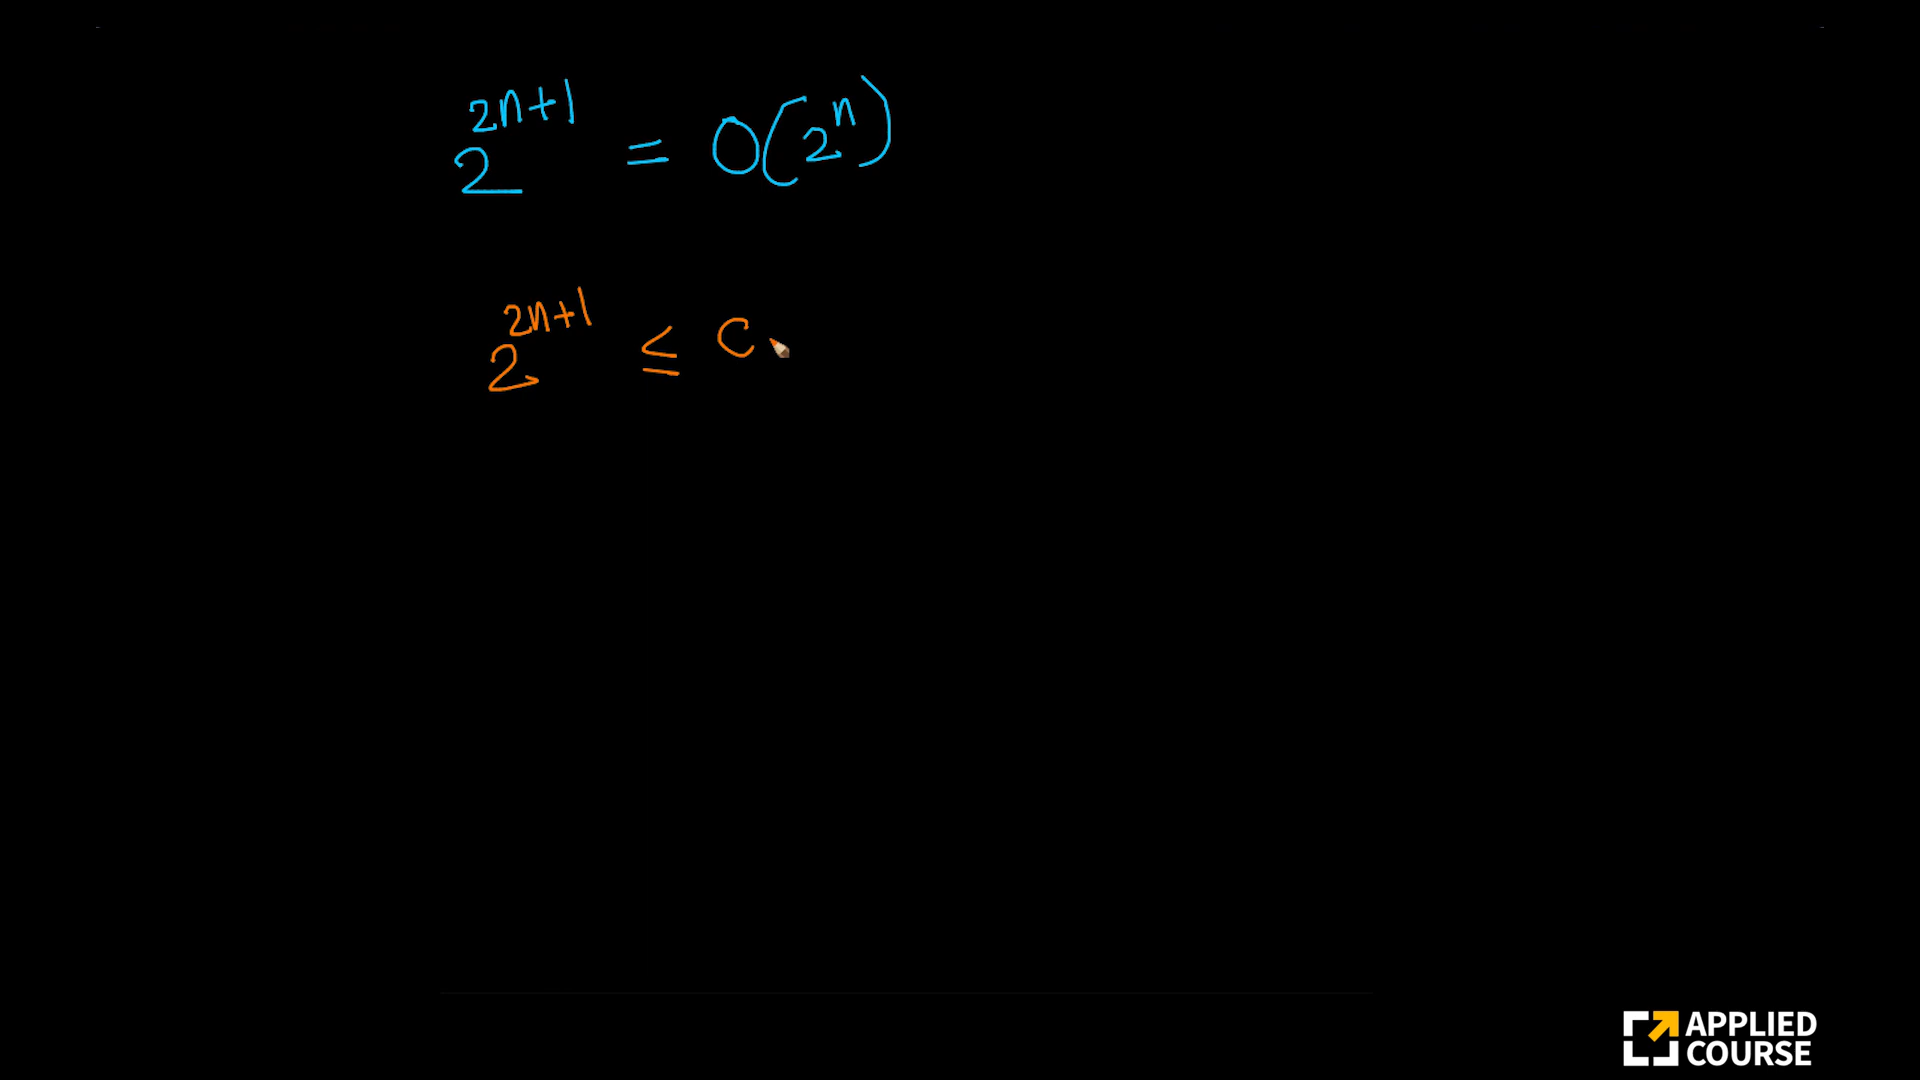 2^{2n+1} = O(2^n)
2^{2n+1} ≤ C .
APPLIED
COURSE